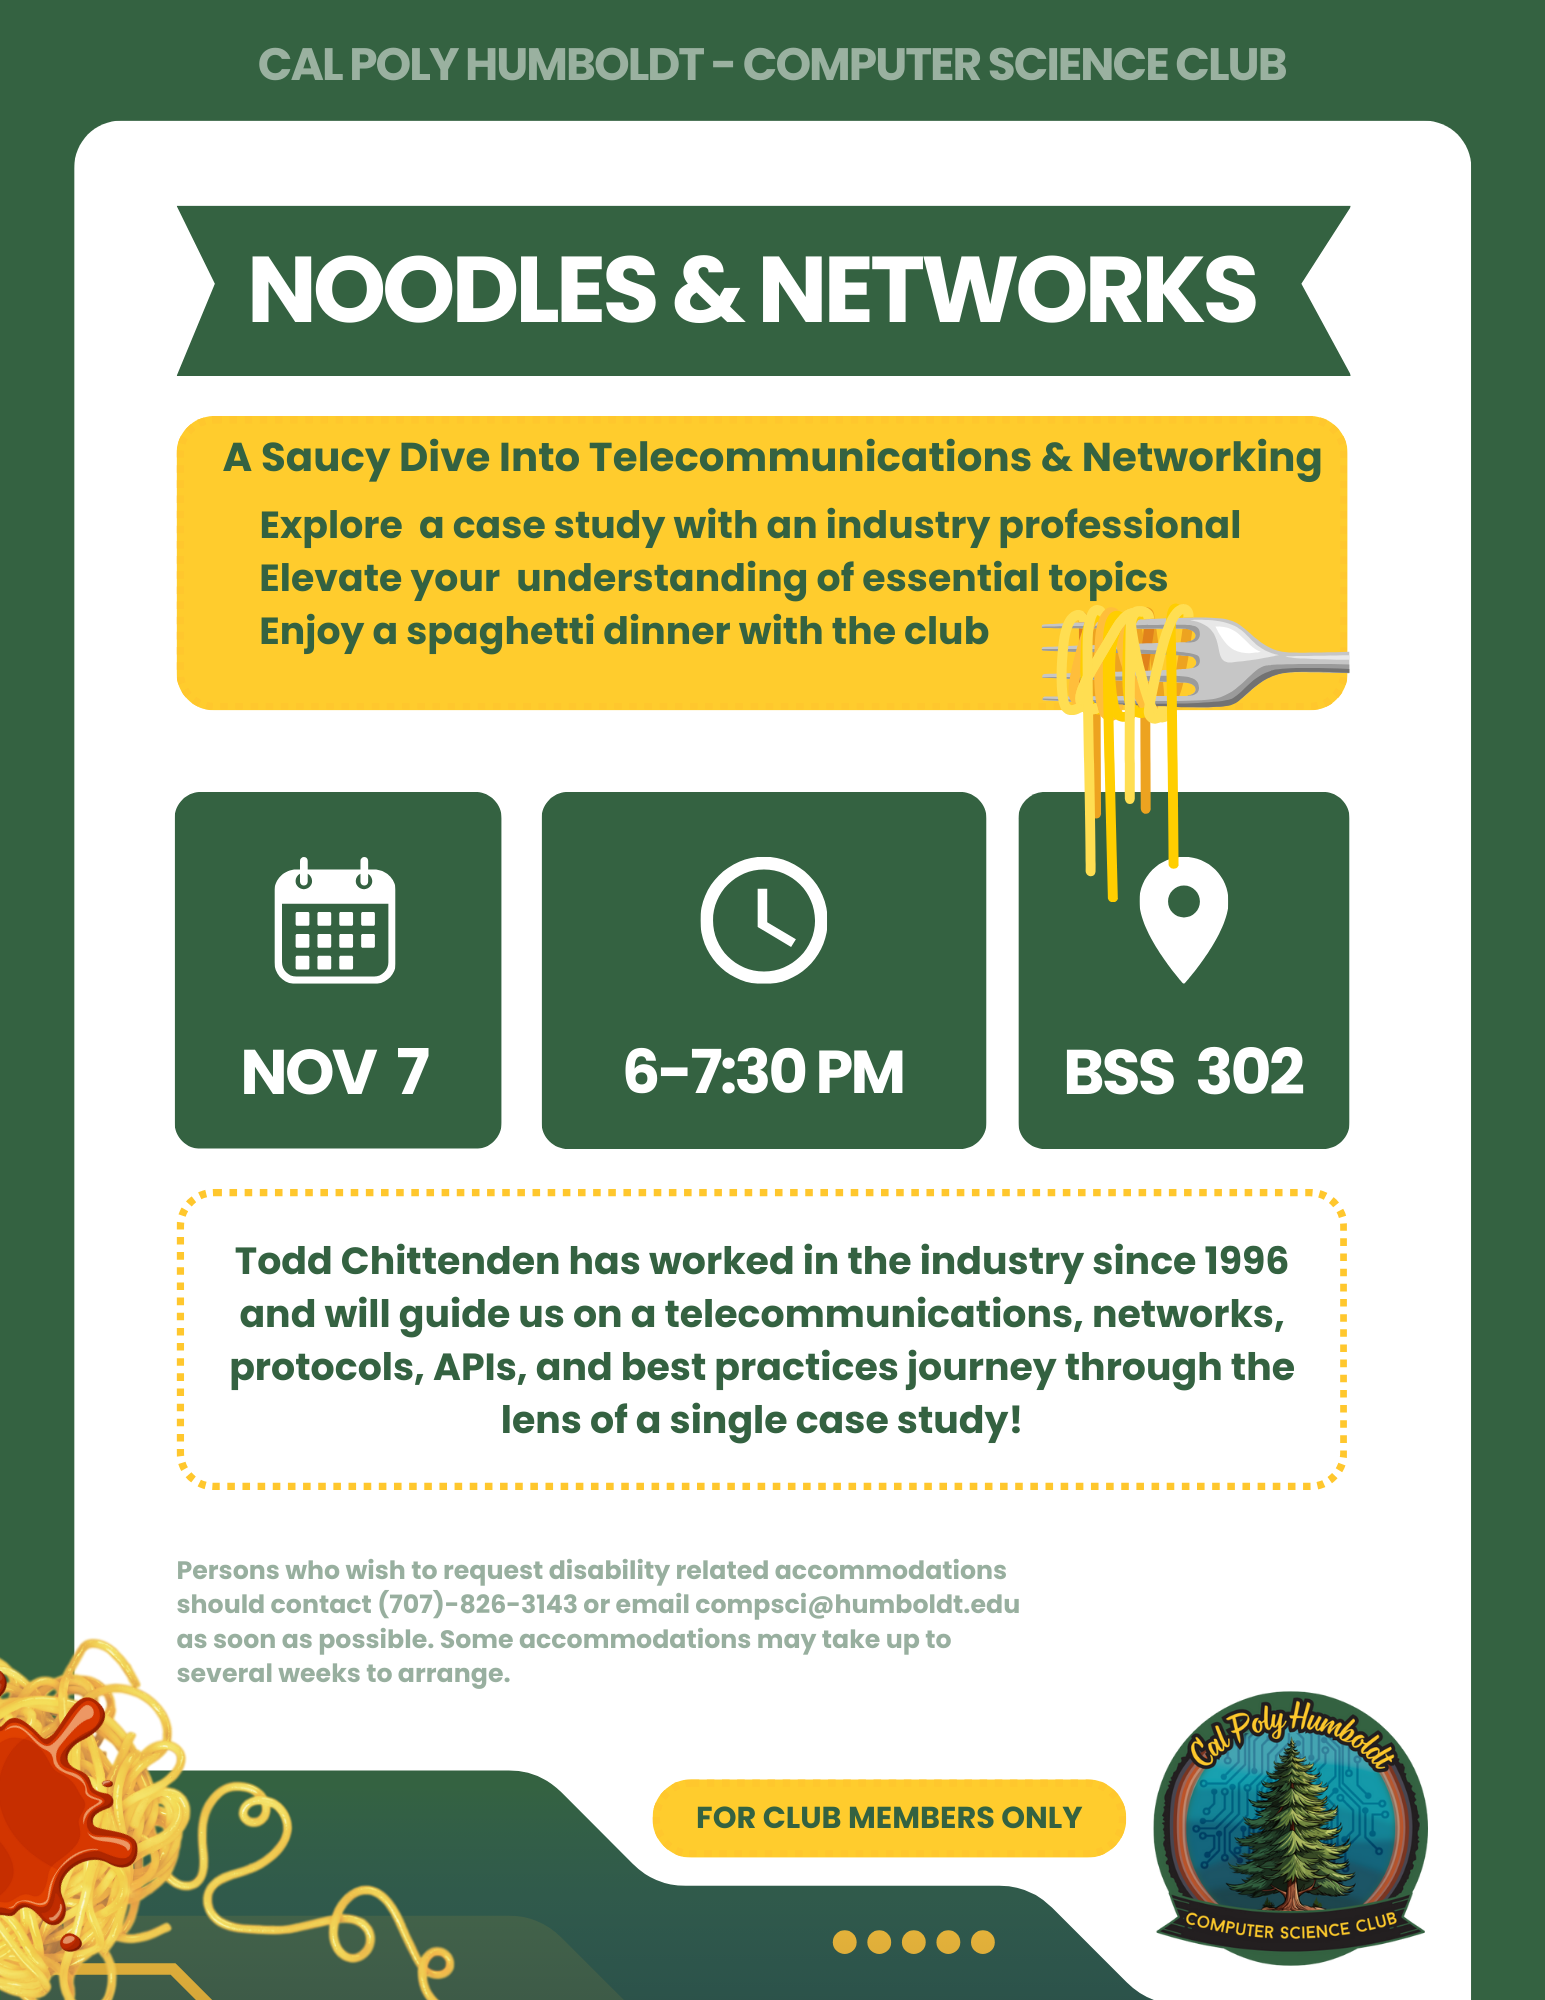 CAL POLY HUMBOLDT - COMPUTER SCIENCE CLUB
NOODLES & NETWORKS
A Saucy Dive Into Telecommunications & Networking
Explore a case study with an industry professional
Elevate your understanding of essential topics
Enjoy a spaghetti dinner with the club
NOV 7
6-7:30 PM
BSS 302
Todd Chittenden has worked in the industry since 1996
and will guide us on a telecommunications, networks,
protocols, APIs, and best practices journey through the
lens of a single case study!
Persons who wish to request disability related accommodations
should contact (707)-826-3143 or email compsci@humboldt.edu
as soon as possible. Some accommodations may take up to
several weeks to arrange.
FOR CLUB MEMBERS ONLY
Cal Poly Humboldt
COMPUTER SCIENCE CLUB